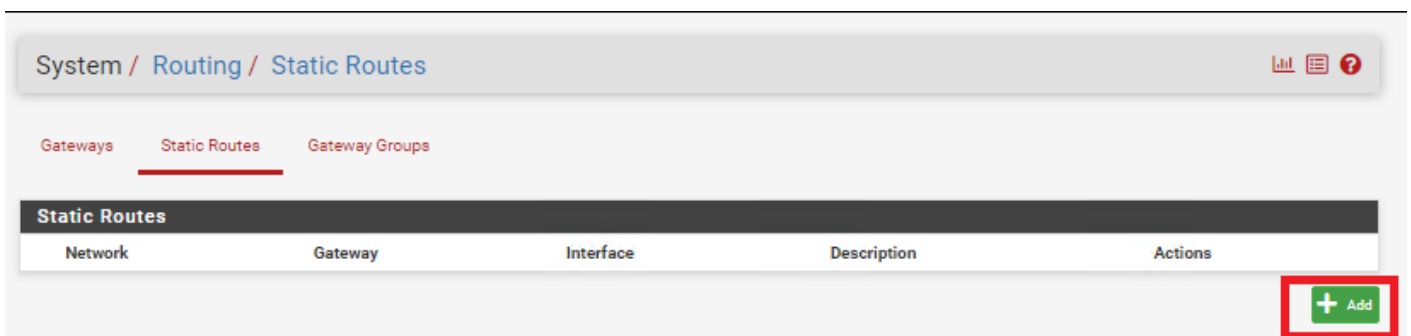 System / Routing / Static Routes
Gateways Static Routes Gateway Groups
Static Routes
Network Gateway Interface Description Actions
+ Add